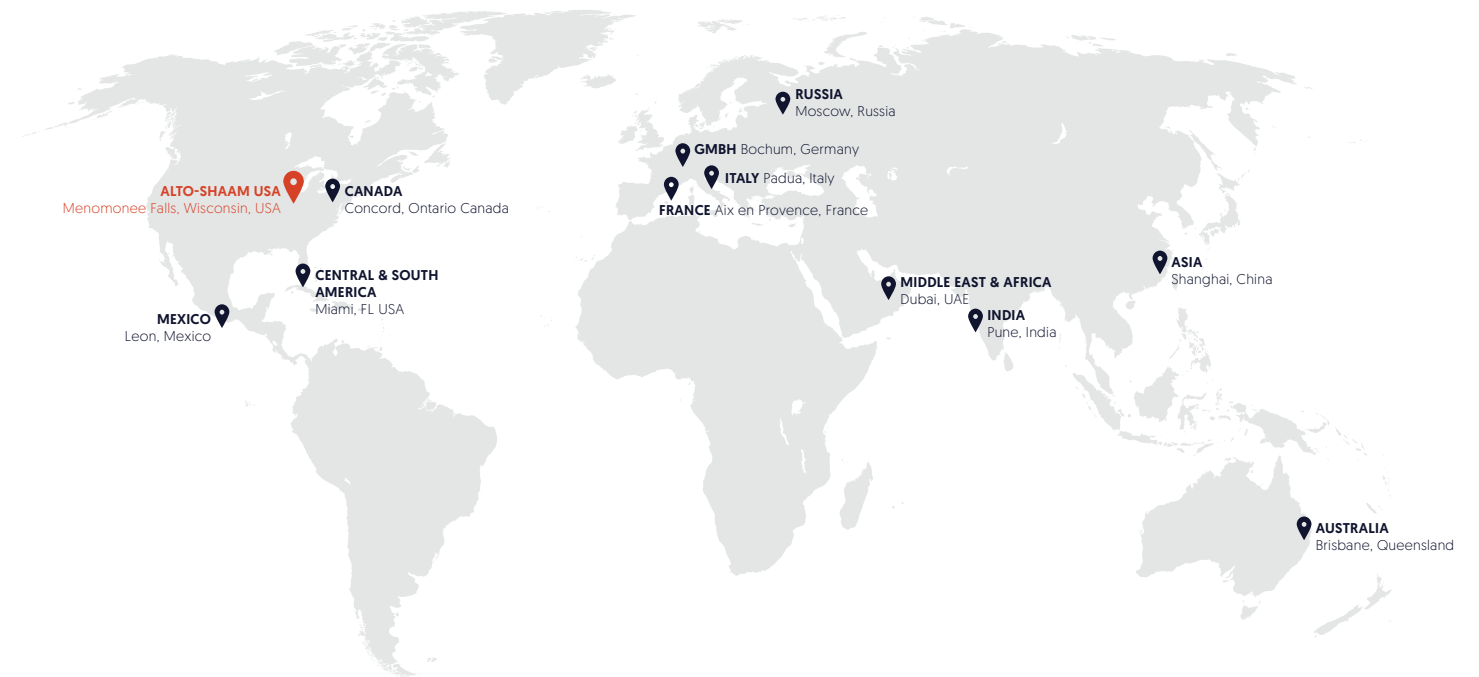 RUSSIA
Moscow, Russia
GMBH Bochum, Germany
ITALY Padua, Italy
FRANCE Aix en Provence, France
ALTO-SHAAM USA
Menomonee Falls, Wisconsin, USA
CANADA
Concord, Ontario Canada
CENTRAL & SOUTH
AMERICA
Miami, FL USA
MEXICO
Leon, Mexico
MIDDLE EAST & AFRICA
Dubai, UAE
INDIA
Pune, India
ASIA
Shanghai, China
AUSTRALIA
Brisbane, Queensland